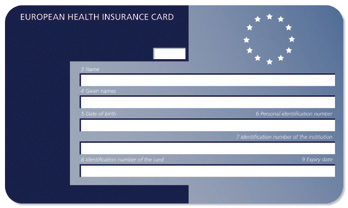 EUROPEAN HEALTH INSURANCE CARD
3 Name
4 Given names
5 Date of birth 6 Personal identification number
7 Identification number of the institution
8 Identification number of the card 9 Expiry date